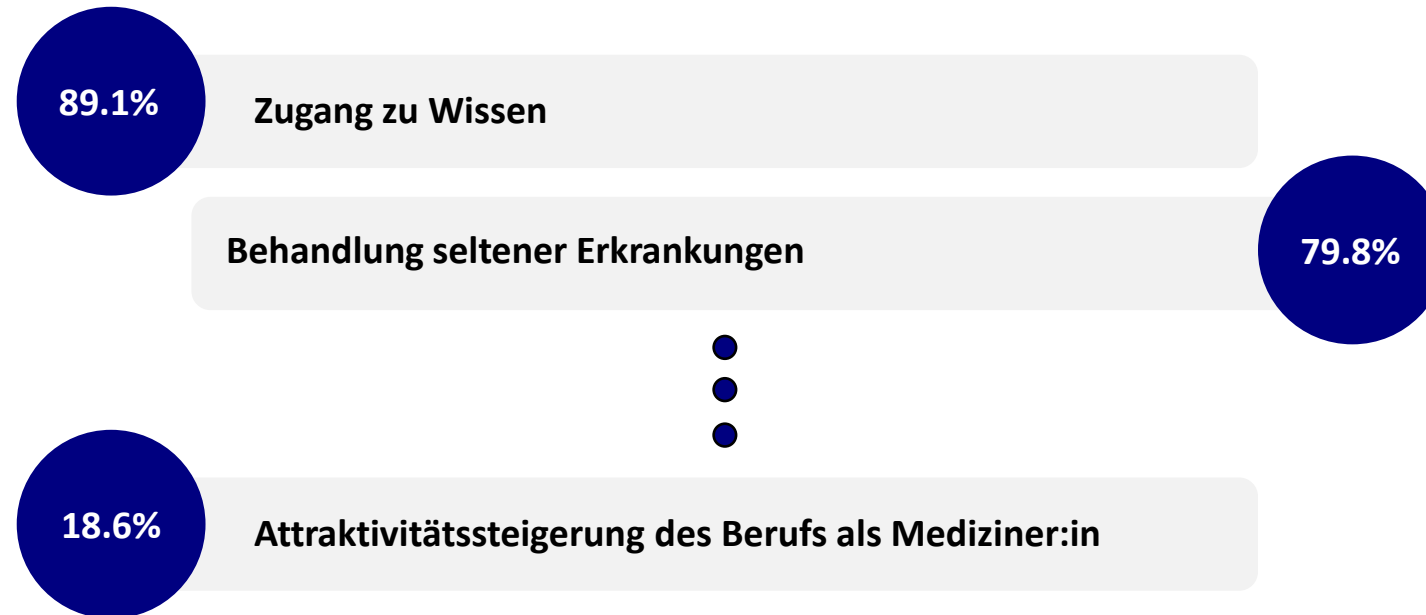 89.1%
Zugang zu Wissen
Behandlung seltener Erkrankungen
79.8%
18.6%
Attraktivitätssteigerung des Berufs als Mediziner:in